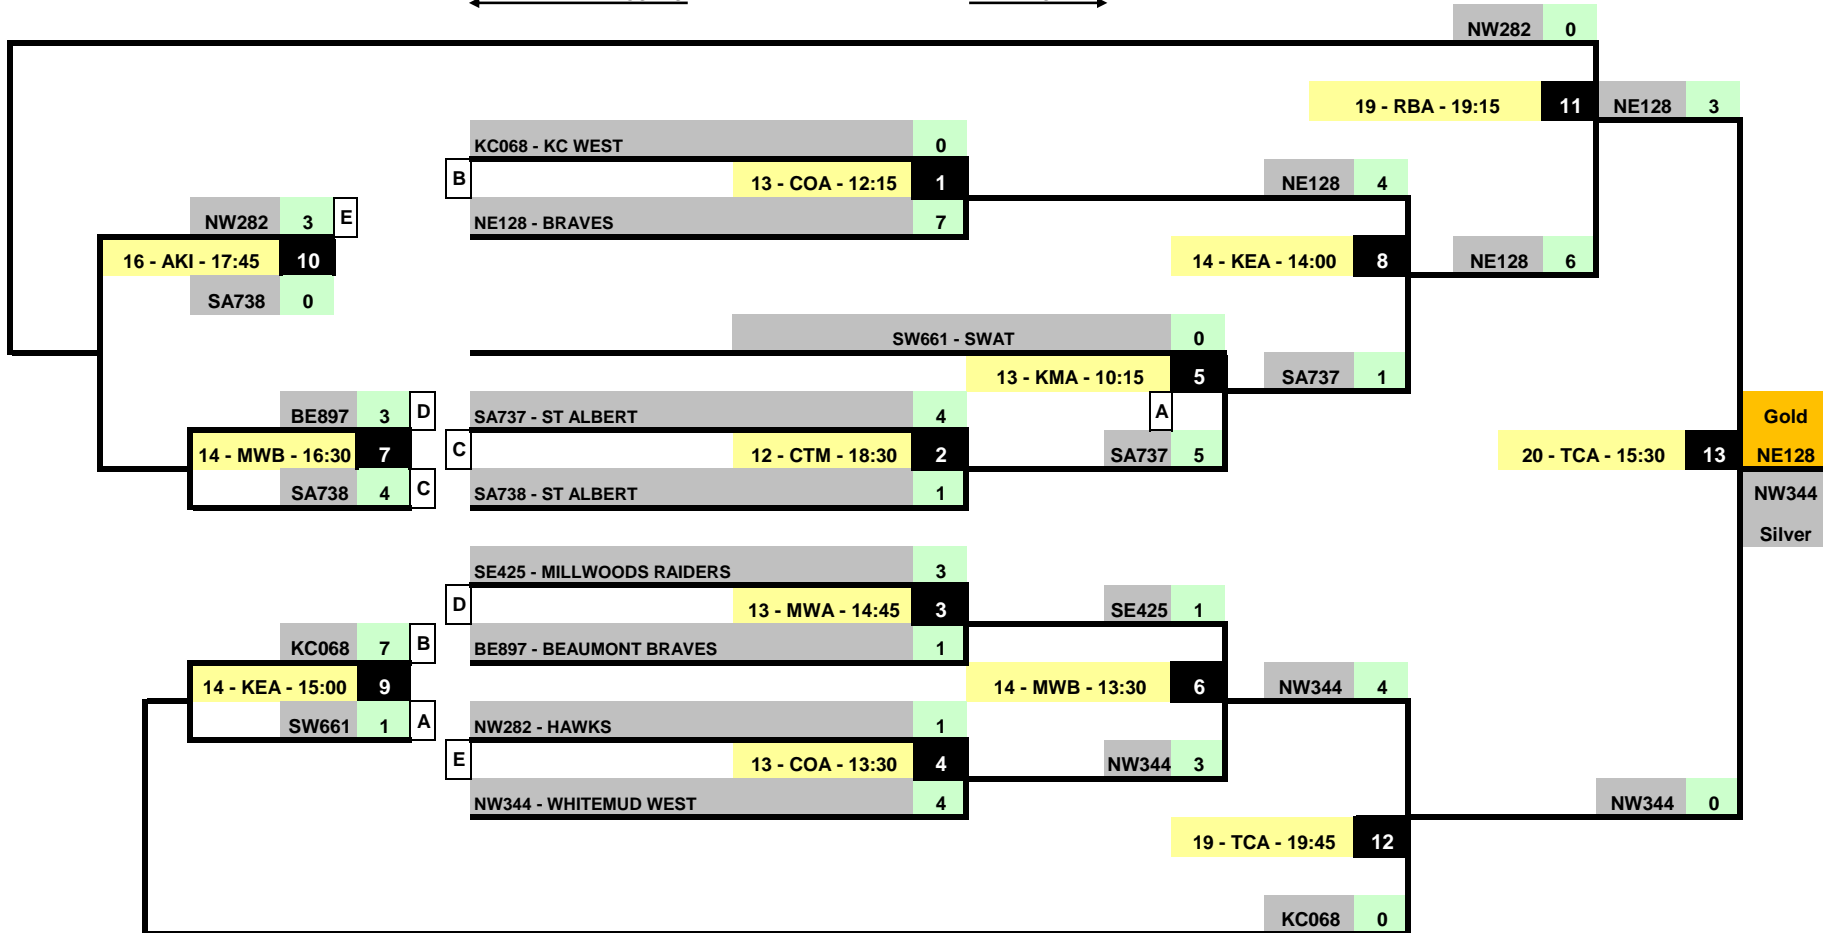 NW282 0
19 - RBA - 19:15 11 NE128 3
KC068 - KC WEST 0
B 13 - COA - 12:15 1 NE128 4
NW282 3 E NE128 - BRAVES 7
16 - AKI - 17:45 10 14 - KEA - 14:00 8 NE128 6
SA738 0
SW661 - SWAT 0
13 - KMA - 10:15 5 SA737 1
BE897 3 D SA737 - ST ALBERT 4 A Gold
14 - MWB - 16:30 7 C 12 - CTM - 18:30 2 SA737 5 20 - TCA - 15:30 13 NE128
SA738 4 C SA738 - ST ALBERT 1 NW344
Silver
SE425 - MILLWOODS RAIDERS 3
D 13 - MWA - 14:45 3 SE425 1
KC068 7 B BE897 - BEAUMONT BRAVES 1
14 - KEA - 15:00 9 14 - MWB - 13:30 6 NW344 4
SW661 1 A NW282 - HAWKS 1
E 13 - COA - 13:30 4 NW344 3
NW344 - WHITEMUD WEST 4 NW344 0
19 - TCA - 19:45 12
KC068 0